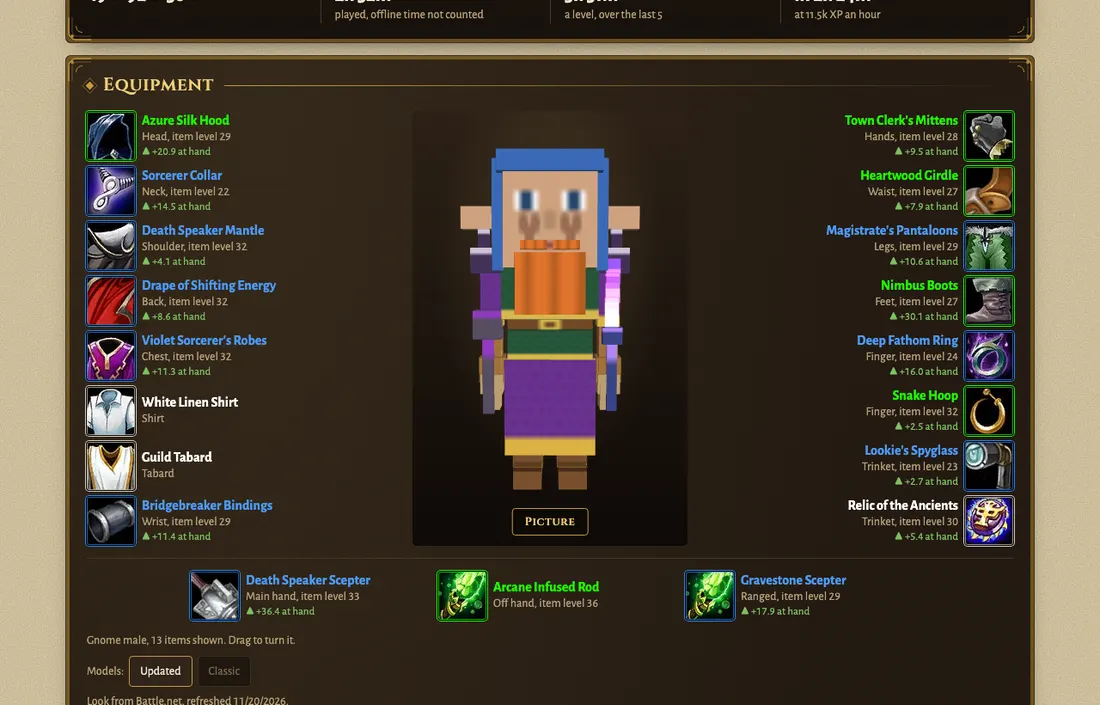 played, offline time not counted
a level, over the last 5
at 11.5k XP an hour
Equipment
Azure Silk Hood
Head, item level 29
+20.9 at hand
Sorcerer Collar
Neck, item level 22
+14.5 at hand
Death Speaker Mantle
Shoulder, item level 32
+4.1 at hand
Drape of Shifting Energy
Back, item level 32
+8.6 at hand
Violet Sorcerer's Robes
Chest, item level 32
+11.3 at hand
White Linen Shirt
Shirt
Guild Tabard
Tabard
Bridgebreaker Bindings
Wrist, item level 29
+11.4 at hand
Picture
Town Clerk's Mittens
Hands, item level 28
+9.5 at hand
Heartwood Girdle
Waist, item level 27
+7.9 at hand
Magistrate's Pantaloons
Legs, item level 29
+10.6 at hand
Nimbus Boots
Feet, item level 27
+30.1 at hand
Deep Fathom Ring
Finger, item level 24
+16.0 at hand
Snake Hoop
Finger, item level 32
+2.5 at hand
Lookie's Spyglass
Trinket, item level 23
+2.7 at hand
Relic of the Ancients
Trinket, item level 30
+5.4 at hand
Death Speaker Scepter
Main hand, item level 33
+36.4 at hand
Arcane Infused Rod
Off hand, item level 36
Gravestone Scepter
Ranged, item level 29
+17.9 at hand
Gnome male, 13 items shown. Drag to turn it.
Models: Updated Classic
Look from Battle.net, refreshed 11/20/2026.